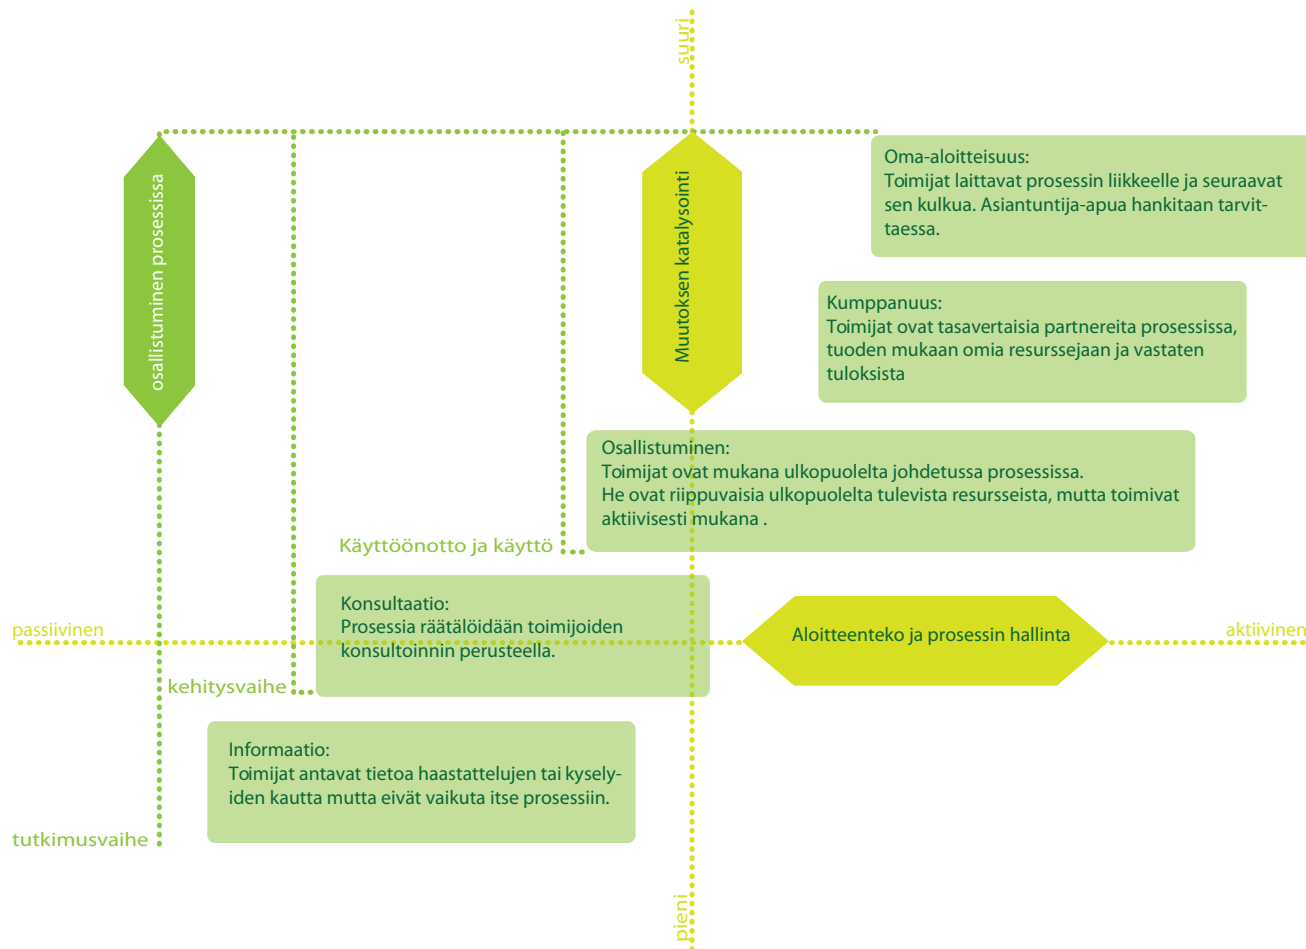 suuri
osallistuminen prosessissa
Muutoksen katalysointi
Oma-aloitteisuus:
Toimijat laittavat prosessin liikkeelle ja seuraavat
sen kulkua. Asiantuntija-apua hankitaan tarvit-
taessa.
Kumppanuus:
Toimijat ovat tasavertaisia partnereita prosessissa,
tuoden mukaan omia resurssejaan ja vastaten
tuloksista
Osallistuminen:
Toimijat ovat mukana ulkopuolelta johdetussa prosessissa.
He ovat riippuvaisia ulkopuolelta tulevista resursseista, mutta toimivat
aktiivisesti mukana .
Käyttöönotto ja käyttö
Konsultaatio:
Prosessia räätälöidään toimijoiden
konsultoinnin perusteella.
passiivinen
Aloitteenteko ja prosessin hallinta
aktiivinen
kehitysvaihe
Informaatio:
Toimijat antavat tietoa haastattelujen tai kysely-
iden kautta mutta eivät vaikuta itse prosessiin.
tutkimusvaihe
pieni